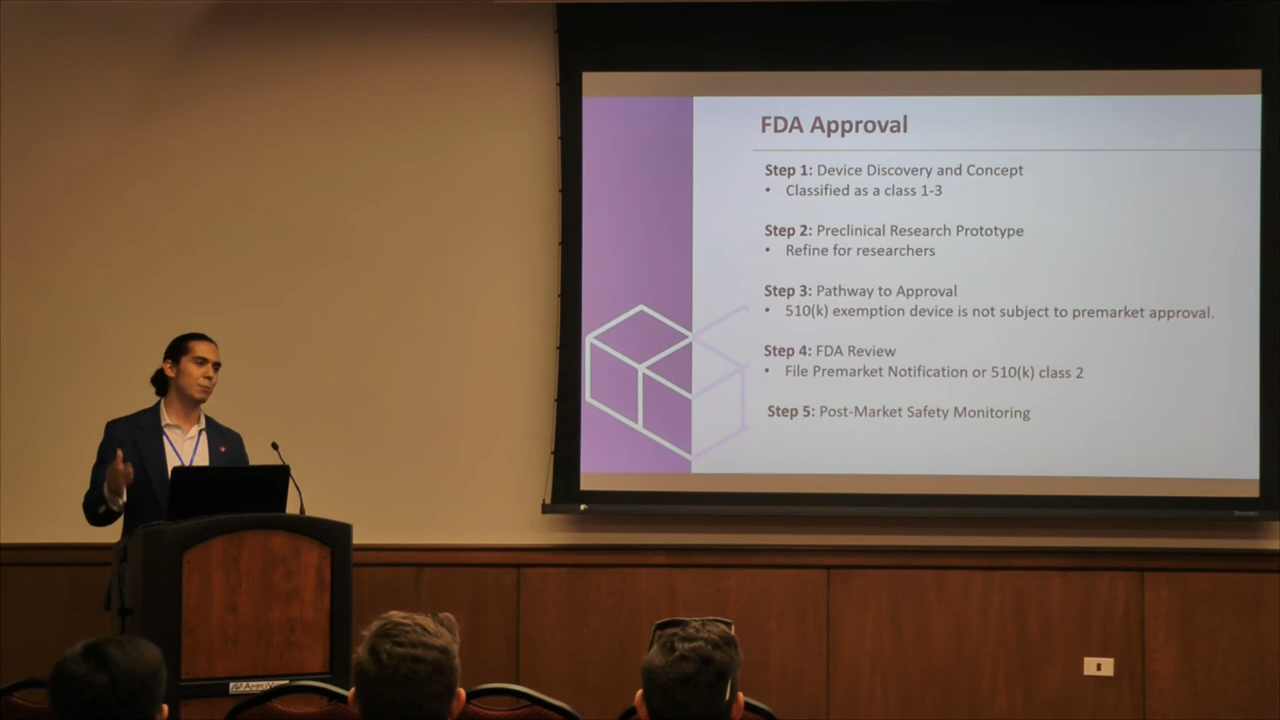 FDA Approval
Step 1: Device Discovery and Concept
• Classified as a class 1-3
Step 2: Preclinical Research Prototype
• Refine for researchers
Step 3: Pathway to Approval
• 510(k) exemption device is not subject to premarket approval.
Step 4: FDA Review
• File Premarket Notification or 510(k) class 2
Step 5: Post-Market Safety Monitoring